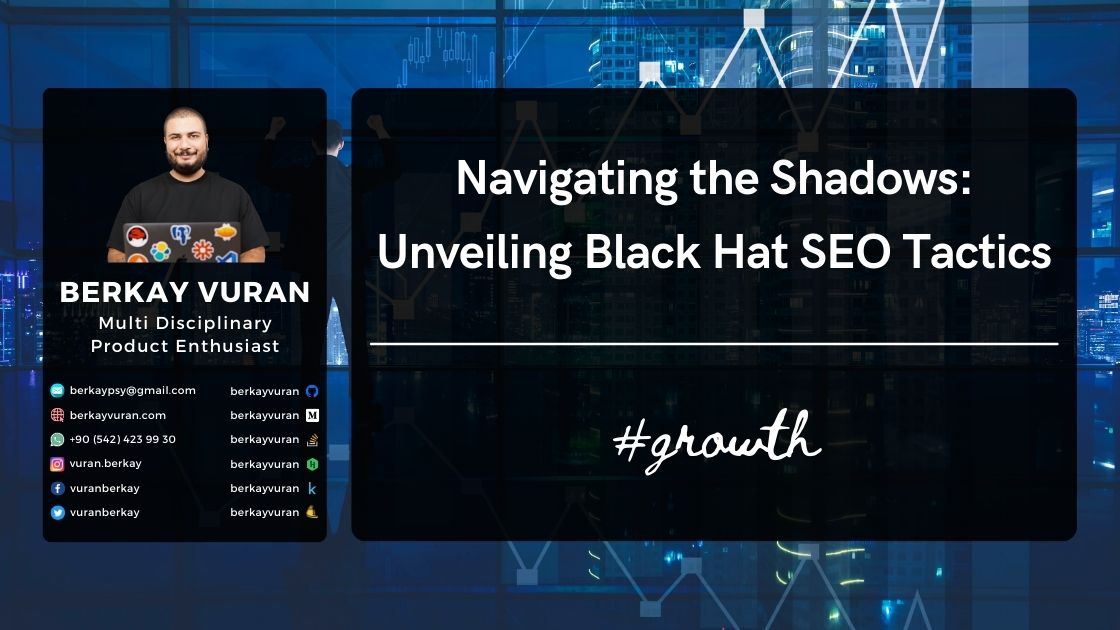 BERKAY VURAN
Multi Disciplinary
Product Enthusiast
berkaypsy@gmail.com
berkayvuran.com
+90 (542) 423 99 30
vuran.berkay
vuranberkay
vuranberkay
berkayvuran
berkayvuran M
berkayvuran
berkayvuran
berkayvuran k
berkayvuran
Navigating the Shadows:
Unveiling Black Hat SEO Tactics
#growth